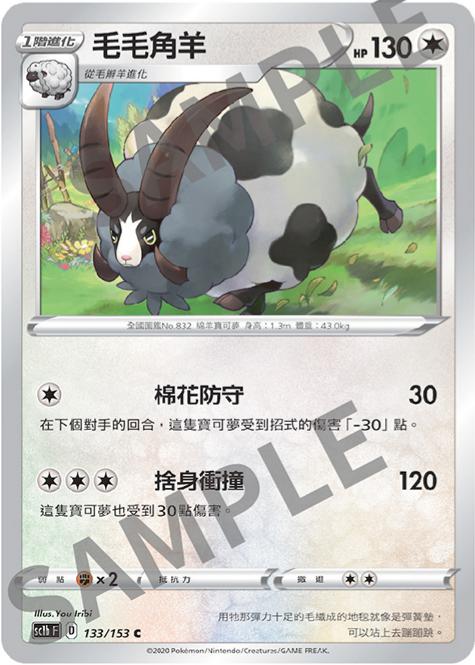 1階進化 毛毛角羊 HP 130
從毛辮羊進化
全國圖鑑No.832 綿羊寶可夢 身高：1.3m 體重：43.0kg
棉花防守 30
在下個對手的回合，這隻寶可夢受到招式的傷害「-30」點。
捨身衝撞 120
這隻寶可夢也受到30點傷害。
弱點 ×2 抵抗力 撤退
Illus. You Iribi
sc1b F D 133/153 C
用牠那彈力十足的毛織成的地毯就像是彈簧墊，
可以站上去蹦蹦跳。
©2020 Pokémon/Nintendo/Creatures/GAME FREAK.
SAMPLE
SAMPLE